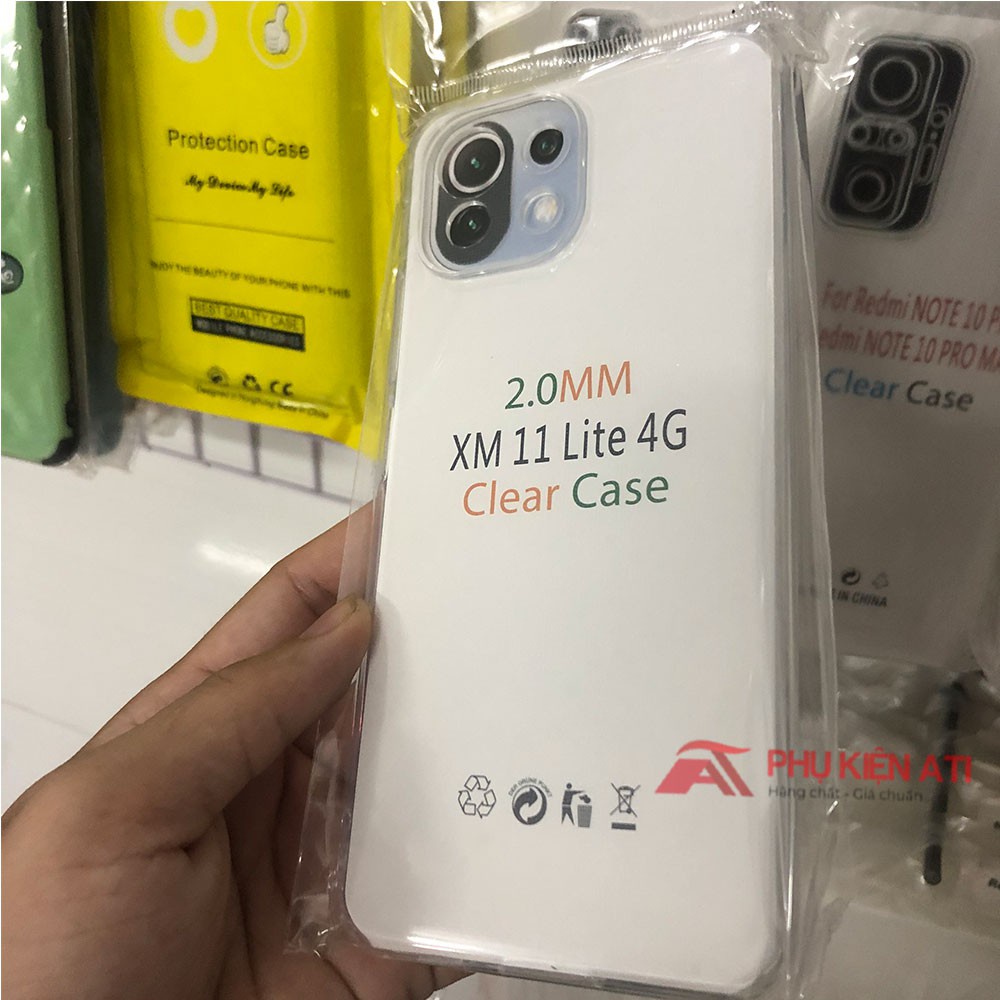 Protection Case
My Device My Life
ENJOY THE BEAUTY OF YOUR PHONE WITH THIS
BEST QUALITY CASE
MOBILE PHONE ACCESSORIES
2.0MM
XM 11 Lite 4G
Clear Case
For Redmi NOTE 10 P
edmi NOTE 10 PRO MA
Clear Case
E IN CHINA
PHỤ KIỆN ATI
Hàng chất - Giá chuẩn